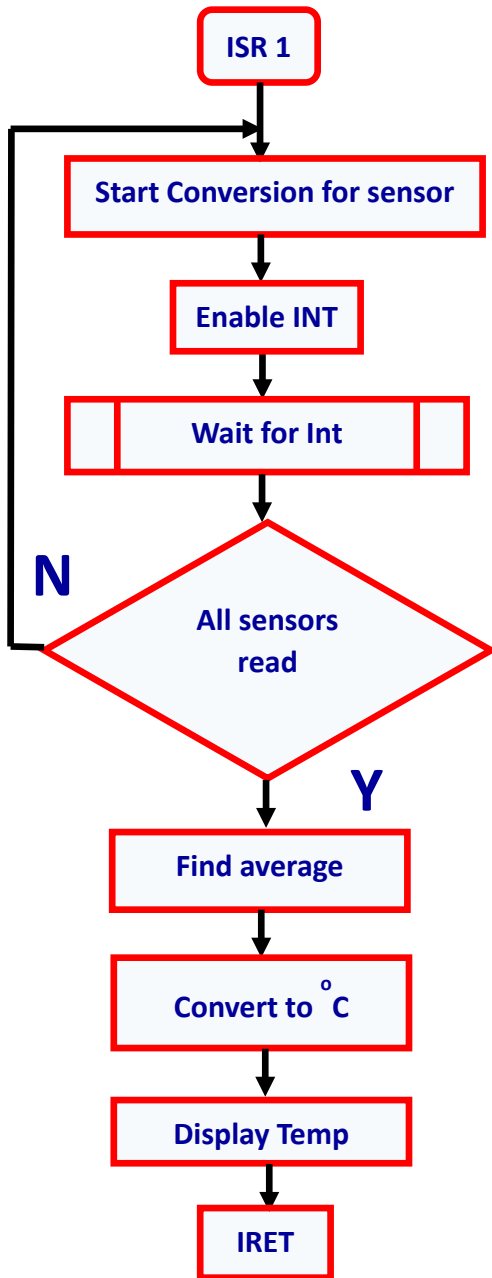 ISR 1
Start Conversion for sensor
Enable INT
Wait for Int
N
All sensors
read
Y
Find average
Convert to °C
Display Temp
IRET